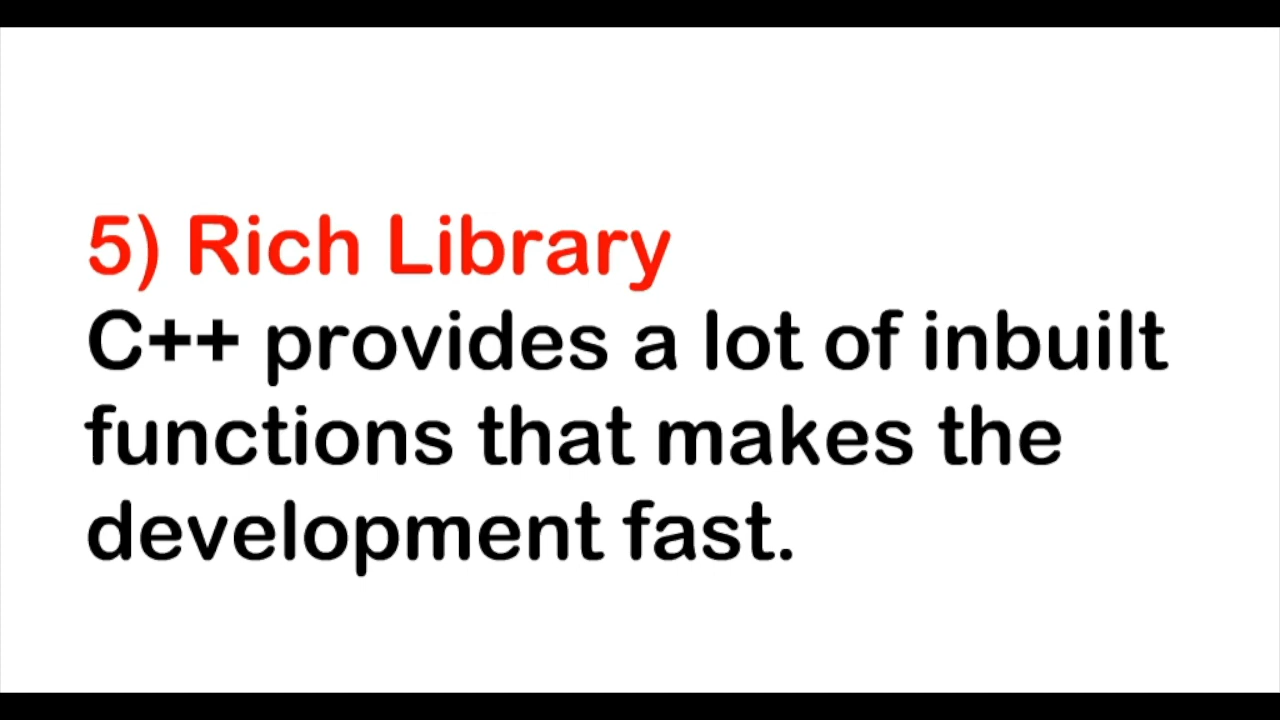 5) Rich Library
C++ provides a lot of inbuilt
functions that makes the
development fast.